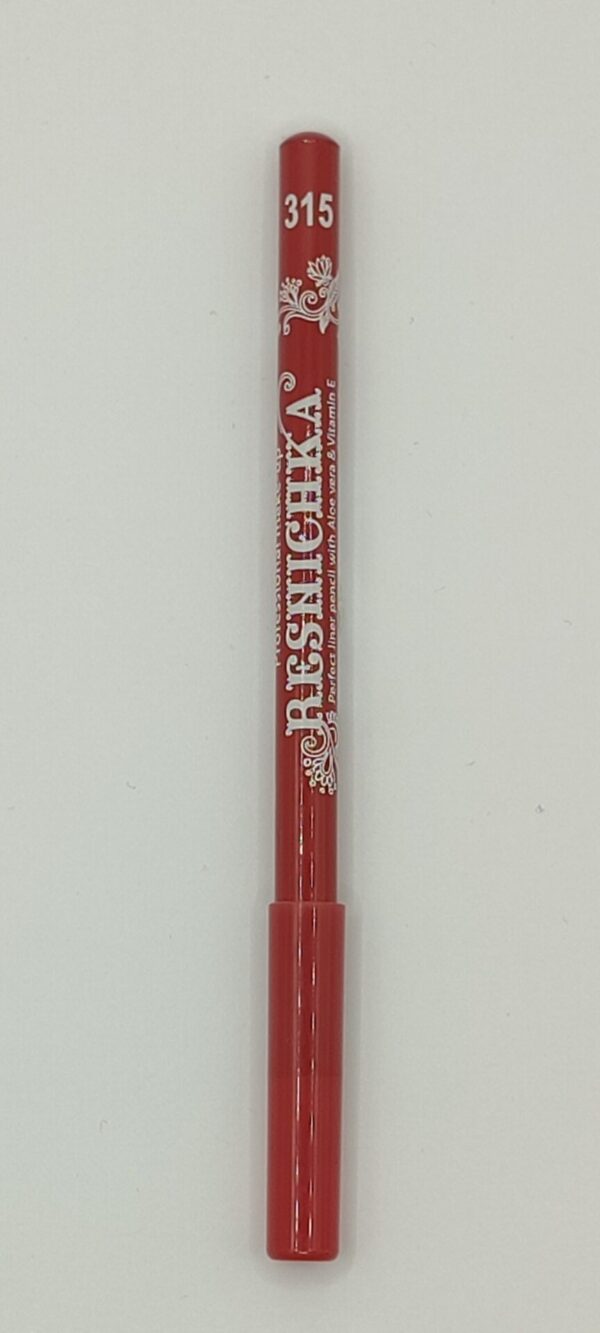 315
Professional make-up
RESNICHKA
Perfect liner pencil with Aloe vera & Vitamin E